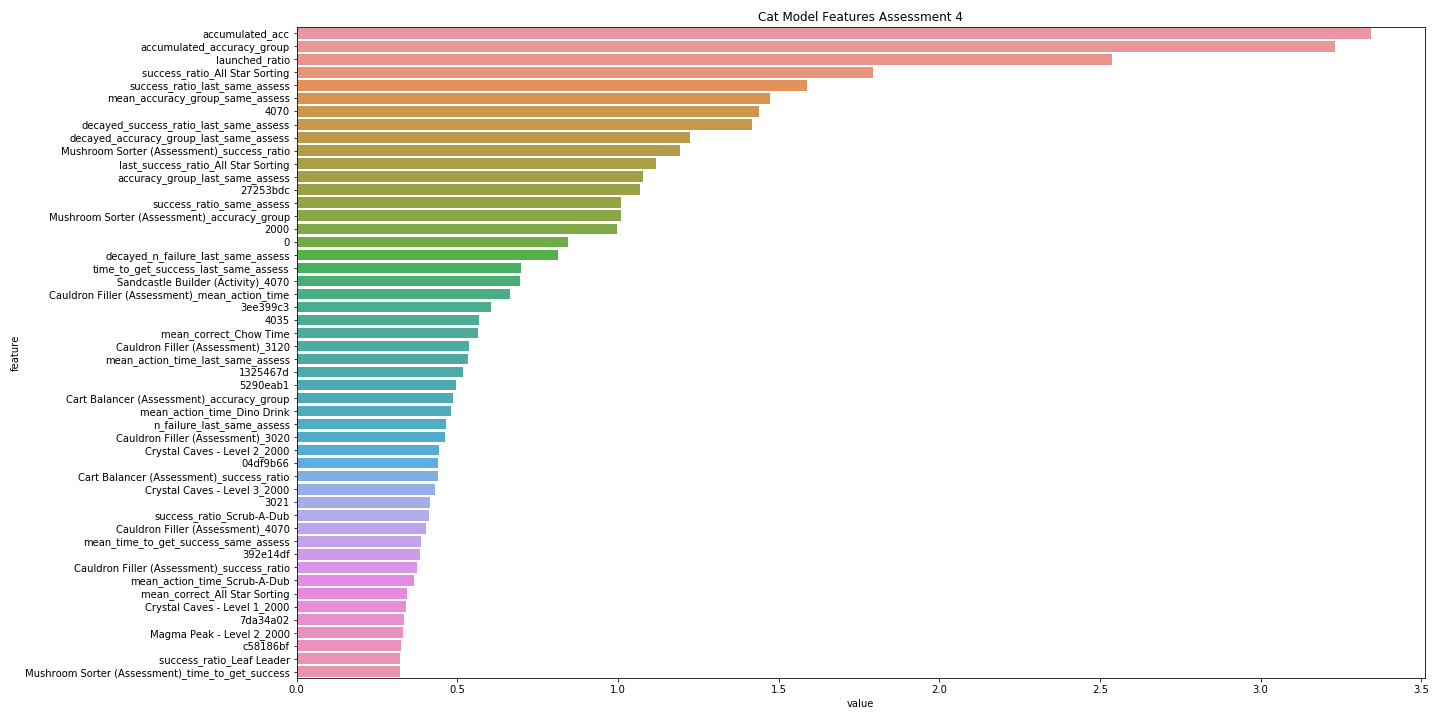 Cat Model Features Assessment 4
accumulated_acc
accumulated_accuracy_group
launched_ratio
success_ratio_All Star Sorting
success_ratio_last_same_assess
mean_accuracy_group_same_assess
4070
decayed_success_ratio_last_same_assess
decayed_accuracy_group_last_same_assess
Mushroom Sorter (Assessment)_success_ratio
last_success_ratio_All Star Sorting
accuracy_group_last_same_assess
27253bdc
success_ratio_same_assess
Mushroom Sorter (Assessment)_accuracy_group
2000
0
decayed_n_failure_last_same_assess
time_to_get_success_last_same_assess
Sandcastle Builder (Activity)_4070
Cauldron Filler (Assessment)_mean_action_time
3ee399c3
4035
mean_correct_Chow Time
Cauldron Filler (Assessment)_3120
mean_action_time_last_same_assess
1325467d
5290eab1
Cart Balancer (Assessment)_accuracy_group
mean_action_time_Dino Drink
n_failure_last_same_assess
Cauldron Filler (Assessment)_3020
Crystal Caves - Level 2_2000
04df9b66
Cart Balancer (Assessment)_success_ratio
Crystal Caves - Level 3_2000
3021
success_ratio_Scrub-A-Dub
Cauldron Filler (Assessment)_4070
mean_time_to_get_success_same_assess
392e14df
Cauldron Filler (Assessment)_success_ratio
mean_action_time_Scrub-A-Dub
mean_correct_All Star Sorting
Crystal Caves - Level 1_2000
7da34a02
Magma Peak - Level 2_2000
c58186bf
success_ratio_Leaf Leader
Mushroom Sorter (Assessment)_time_to_get_success
feature
0.0 0.5 1.0 1.5 2.0 2.5 3.0 3.5
value